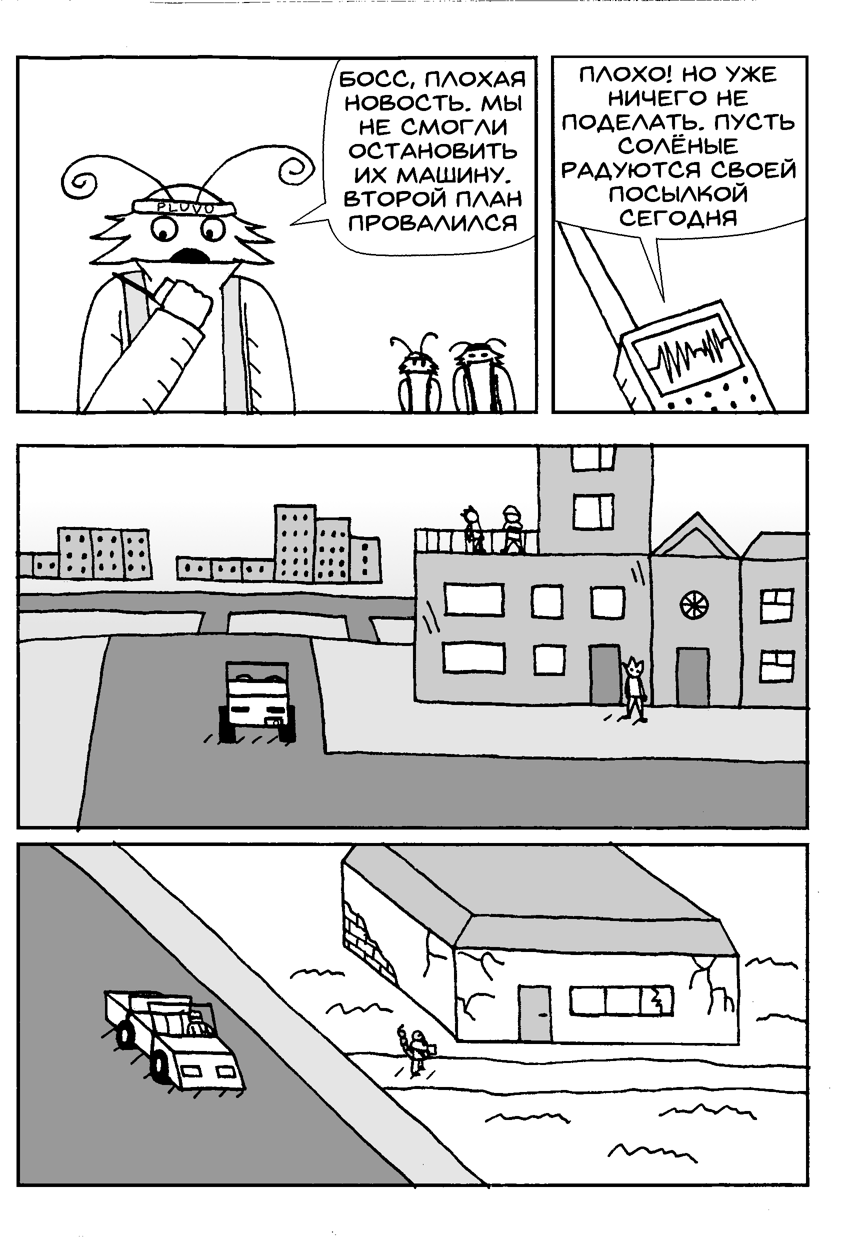 БОСС, ПЛОХАЯ
НОВОСТЬ. МЫ
НЕ СМОГЛИ
ОСТАНОВИТЬ
ИХ МАШИНУ.
ВТОРОЙ ПЛАН
ПРОВАЛИЛСЯ
PLUVO
ПЛОХО! НО УЖЕ
НИЧЕГО НЕ
ПОДЕЛАТЬ. ПУСТЬ
СОЛЁНЫЕ
РАДУЮТСЯ СВОЕЙ
ПОСЫЛКОЙ
СЕГОДНЯ